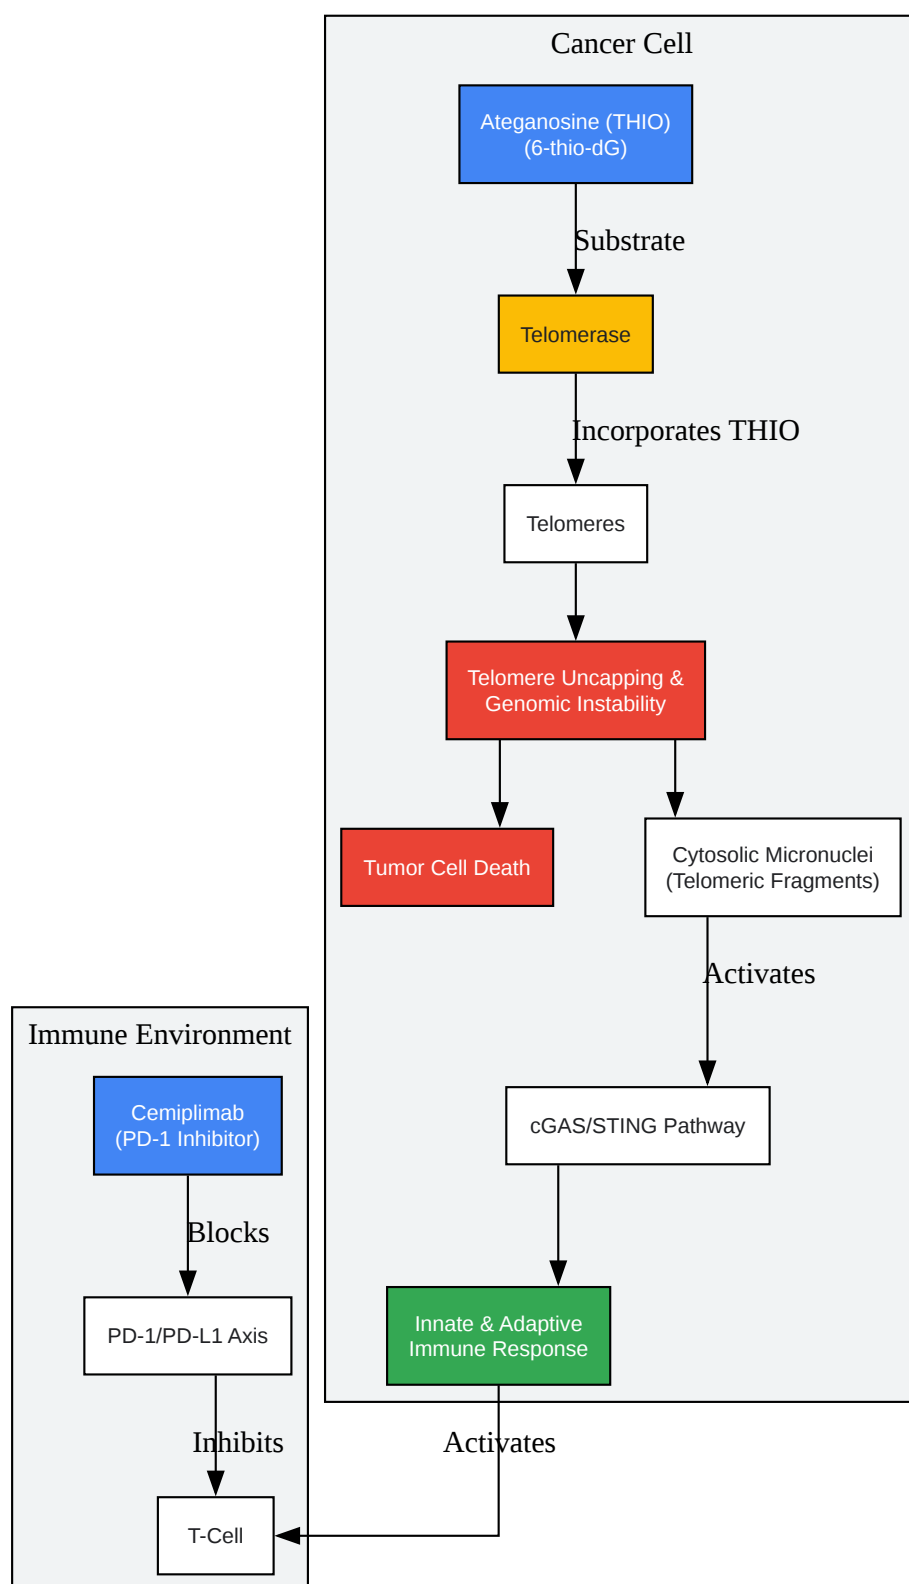 Cancer Cell
Ateganosine (THIO)
(6-thio-dG)
Substrate
Telomerase
Incorporates THIO
Telomeres
Telomere Uncapping &
Genomic Instability
Tumor Cell Death
Cytosolic Micronuclei
(Telomeric Fragments)
Activates
cGAS/STING Pathway
Innate & Adaptive
Immune Response
Activates
Immune Environment
Cemiplimab
(PD-1 Inhibitor)
Blocks
PD-1/PD-L1 Axis
Inhibits
T-Cell